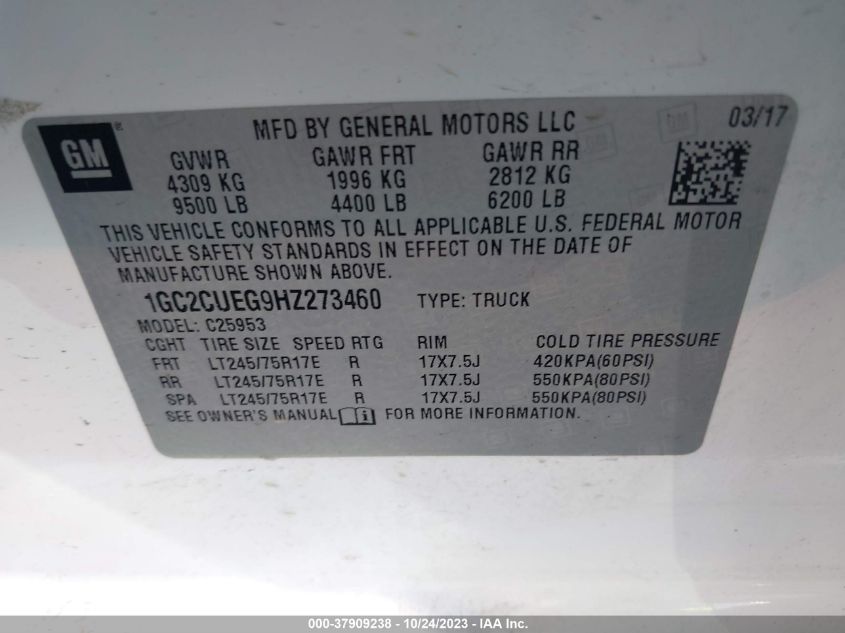 GM
MFD BY GENERAL MOTORS LLC 03/17
GVWR GAWR FRT GAWR RR
4309 KG 1996 KG 2812 KG
9500 LB 4400 LB 6200 LB
THIS VEHICLE CONFORMS TO ALL APPLICABLE U.S. FEDERAL MOTOR
VEHICLE SAFETY STANDARDS IN EFFECT ON THE DATE OF
MANUFACTURE SHOWN ABOVE.
1GC2CUEG9HZ273460 TYPE: TRUCK
MODEL: C25953
CGHT TIRE SIZE SPEED RTG RIM COLD TIRE PRESSURE
FRT LT245/75R17E R 17X7.5J 420KPA(60PSI)
RR LT245/75R17E R 17X7.5J 550KPA(80PSI)
SPA LT245/75R17E R 17X7.5J 550KPA(80PSI)
SEE OWNER'S MANUAL FOR MORE INFORMATION.
000-37909238 - 10/24/2023 - IAAI.com